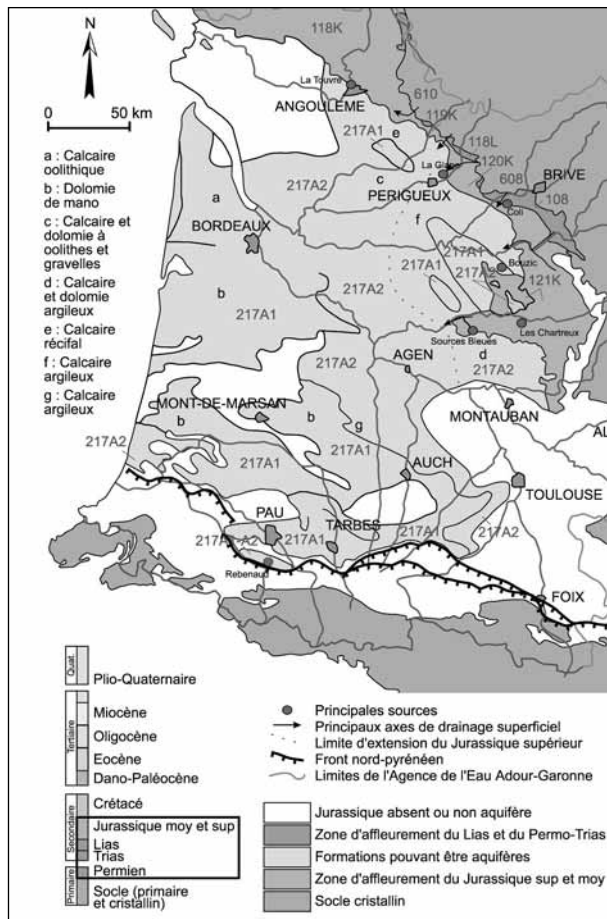 N
0 50 km
a : Calcaire
oolithique
b : Dolomie
de mano
c : Calcaire et
dolomie à
oolithes et
gravelles
d : Calcaire
et dolomie
argileux
e : Calcaire
récifal
f : Calcaire
argileux
g : Calcaire
argileux
118K
La Touvre
ANGOULEME
610
119K
217A1
e
118L
La Glane
120K
c
217A2
PERIGUEUX
608
BRIVE
108
Coli
a
f
BORDEAUX
217A1
Bouzic
217A1
217A2
121K
b
217A1
Les Chartreux
Sources Bleues
217A2
AGEN
d
217A2
MONT-DE-MARSAN
b
g
MONTAUBAN
b
217A2
217A1
217A1
AUCH
TOULOUSE
PAU
TARBES
217A1
217A2
217A1-A2
217A1
Rebenaud
FOIX
Quat.
Plio-Quaternaire
Tertiaire
Miocène
Oligocène
Eocène
Dano-Paléocène
Secondaire
Crétacé
Jurassique moy et sup
Lias
Trias
Primaire
Permien
Socle (primaire
et cristallin)
Principales sources
Principaux axes de drainage superficiel
Limite d'extension du Jurassique supérieur
Front nord-pyrénéen
Limites de l'Agence de l'Eau Adour-Garonne
Jurassique absent ou non aquifère
Zone d'affleurement du Lias et du Permo-Trias
Formations pouvant être aquifères
Zone d'affleurement du Jurassique sup et moy
Socle cristallin